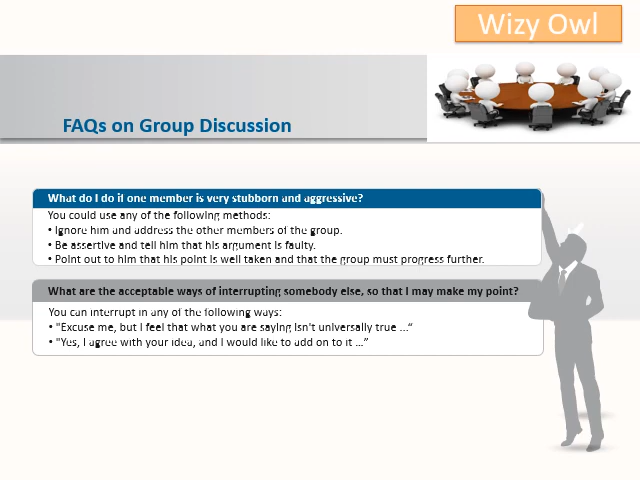 Wizy Owl
FAQs on Group Discussion
What do I do if one member is very stubborn and aggressive?
You could use any of the following methods:
• Ignore him and address the other members of the group.
• Be assertive and tell him that his argument is faulty.
• Point out to him that his point is well taken and that the group must progress further.
What are the acceptable ways of interrupting somebody else, so that I may make my point?
You can interrupt in any of the following ways:
• "Excuse me, but I feel that what you are saying isn't universally true …“
• "Yes, I agree with your idea, and I would like to add on to it …”